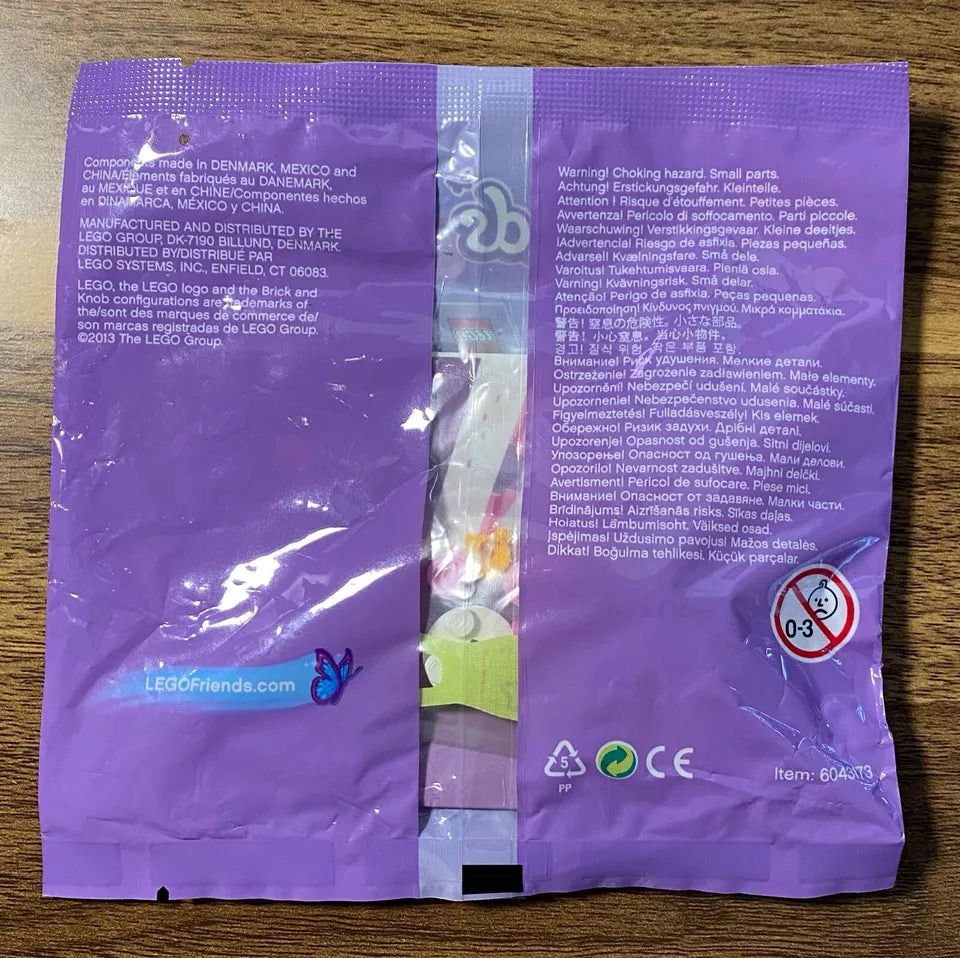 Components made in DENMARK, MEXICO and
CHINA/Éléments fabriqués au DANEMARK,
au MEXIQUE et en CHINE/Componentes hechos
en DINAMARCA, MÉXICO y CHINA.
MANUFACTURED AND DISTRIBUTED BY THE
LEGO GROUP, DK-7190 BILLUND, DENMARK.
DISTRIBUTED BY/DISTRIBUÉ PAR
LEGO SYSTEMS, INC., ENFIELD, CT 06083.
LEGO, the LEGO logo and the Brick and
Knob configurations are trademarks of
the/sont des marques de commerce de/
son marcas registradas de LEGO Group.
©2013 The LEGO Group.
LEGOFriends.com
ds
Warning! Choking hazard. Small parts.
Achtung! Erstickungsgefahr. Kleinteile.
Attention ! Risque d'étouffement. Petites pièces.
Avvertenza! Pericolo di soffocamento. Parti piccole.
Waarschuwing! Verstikkingsgevaar. Kleine deeltjes.
¡Advertencia! Riesgo de asfixia. Piezas pequeñas.
Advarsel! Kvælningsfare. Små dele.
Varoitus! Tukehtumisvaara. Pieniä osia.
Varning! Kvävningsrisk. Små delar.
Atenção! Perigo de asfixia. Peças pequenas.
Προειδοποίηση! Κίνδυνος πνιγμού. Μικρά κομματάκια.
警告! 窒息の危険性。小さな部品。
警告! 小心窒息。当心小物件。
경고! 질식 위험. 작은 부품 포함.
Внимание! Риск удушения. Мелкие детали.
Ostrzeżenie! Zagrożenie zadławieniem. Małe elementy.
Upozornění! Nebezpečí udušení. Malé součástky.
Upozornenie! Nebezpečenstvo udusenia. Malé súčasti.
Figyelmeztetés! Fulladásveszély! Kis elemek.
Обережно! Ризик задухи. Дрібні деталі.
Upozorenje! Opasnost od gušenja. Sitni dijelovi.
Упозорење! Опасност од гушења. Мали делови.
Opozorilo! Nevarnost zadušitve. Majhni delčki.
Avertisment! Pericol de sufocare. Piese mici.
Внимание! Опасност от задавяне. Малки части.
Brīdinājums! Aizrīšanās risks. Sīkas daļas.
Hoiatus! Lämbumisoht. Väiksed osad.
Įspėjimas! Uždusimo pavojus! Mažos detalės.
Dikkat! Boğulma tehlikesi. Küçük parçalar.
0-3
5
PP
CE
Item: 6043173